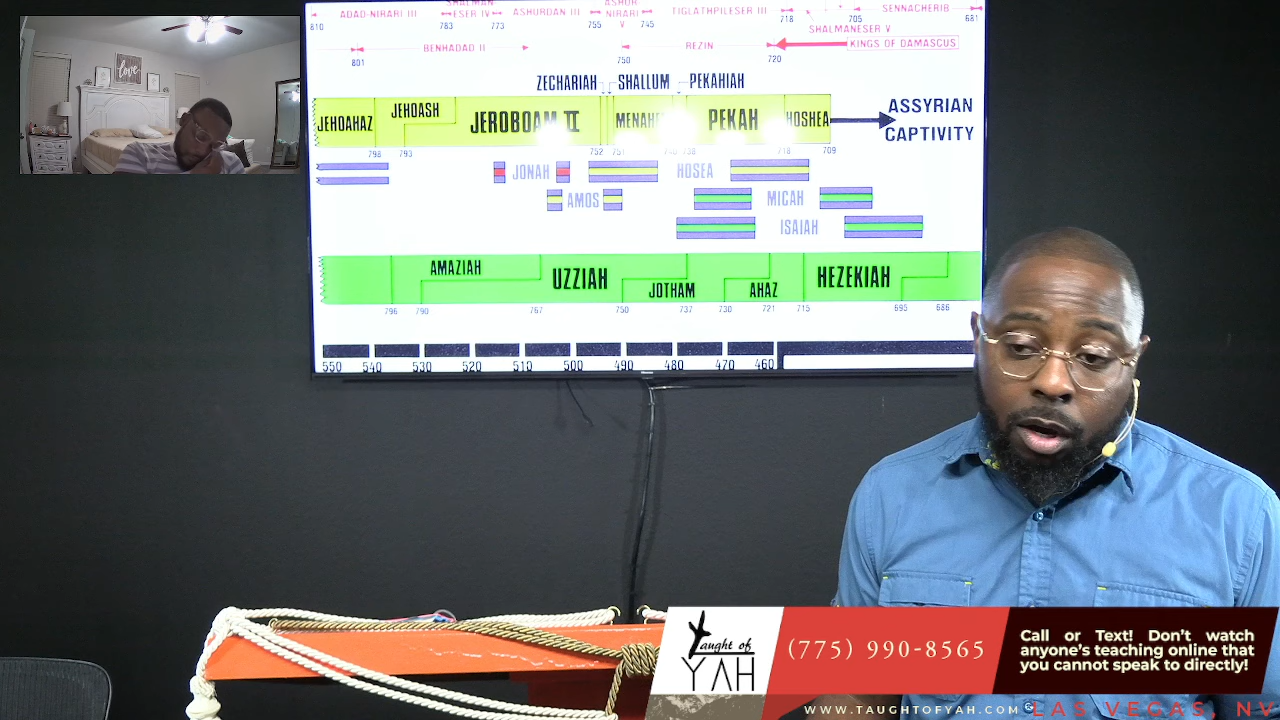 love
ADAD-NIRARI III
SHALMAN-
ESER IV
ASHURDAN III
ASHUR-
NIRARI
V
TIGLATHPILESER III
SENNACHERIB
810
783
773
755
745
718
705
681
SHALMANESER V
BENHADAD II
REZIN
KINGS OF DAMASCUS
801
750
720
ZECHARIAH
SHALLUM
PEKAHIAH
JEHOAHAZ
JEHOASH
JEROBOAM II
PEKAH
HOSHEA
ASSYRIAN
CAPTIVITY
798
793
752
751
738
718
709
JONAH
HOSEA
AMOS
MICAH
ISAIAH
AMAZIAH
UZZIAH
JOTHAM
AHAZ
HEZEKIAH
796
790
767
750
737
730
721
715
695
686
550
540
530
520
510
500
490
480
470
460
Taught of
YAH
(775) 990-8565
Call or Text! Don't watch
anyone's teaching online that
you cannot speak to directly!
WWW.TAUGHTOFYAH.COM
LAS VEGAS, NV